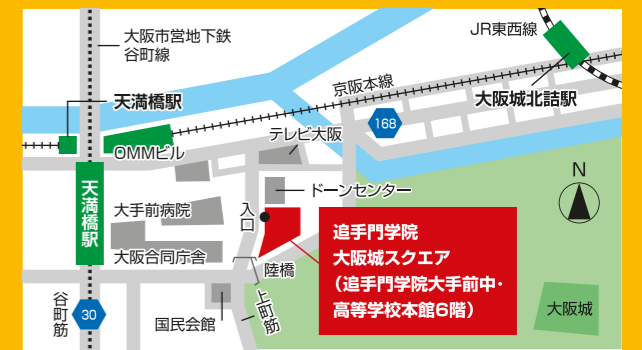 大阪市営地下鉄
谷町線
JR東西線
京阪本線
天満橋駅
大阪城北詰駅
168
テレビ大阪
OMMビル
N
天満橋駅
ドーンセンター
大手前病院
入口
追手門学院
大阪城スクエア
（追手門学院大手前中・
高等学校本館6階）
大阪合同庁舎
陸橋
谷町筋
30
国民会館
上町筋
大阪城